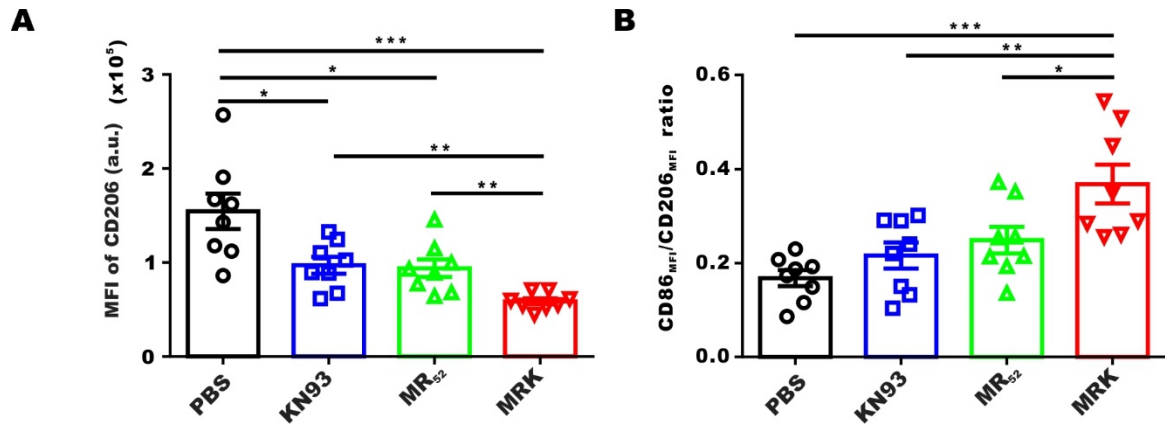 A
MFI of CD206 (a.u.) (x10⁵)
3
2
1
0
***
*
*
**
**
PBS
KN93
MR₅₂
MRK
B
CD86MFI/CD206MFI ratio
0.6
0.4
0.2
0.0
***
**
*
PBS
KN93
MR₅₂
MRK